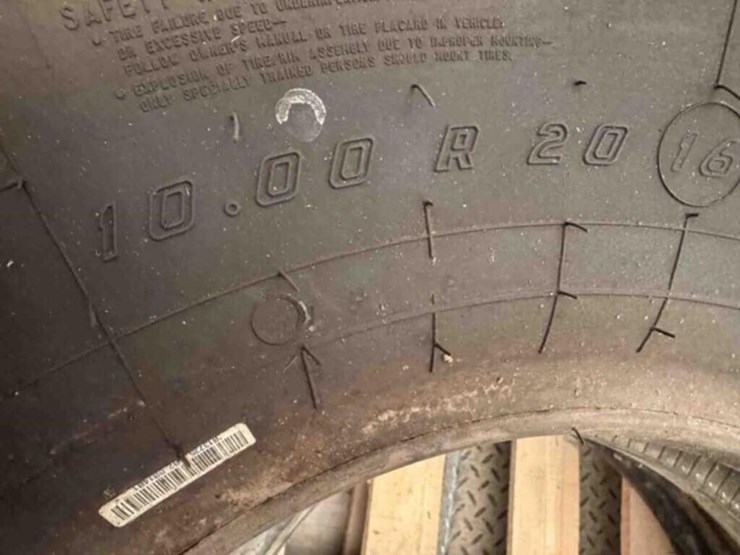 SAFETY
• TIRE FAILURE DUE TO UNDERINFLATION
OR EXCESSIVE SPEED—
FOLLOW OWNER'S MANUAL OR TIRE PLACARD IN VEHICLE.
• EXPLOSION OF TIRE/RIM ASSEMBLY DUE TO IMPROPER MOUNTING—
ONLY SPECIALLY TRAINED PERSONS SHOULD MOUNT TIRES.
10.00 R 20 16